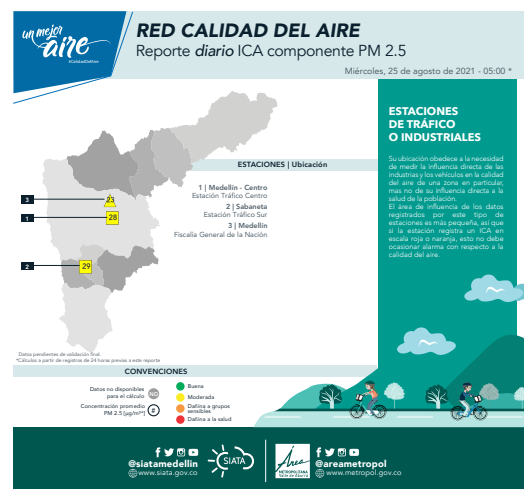 un mejor
aire
#CalidadDelAire
RED CALIDAD DEL AIRE
Reporte diario ICA componente PM 2.5
Miércoles, 25 de agosto de 2021 - 05:00 *
ESTACIONES | Ubicación
1 | Medellín - Centro
Estación Tráfico Centro
2 | Sabaneta
Estación Tráfico Sur
3 | Medellín
Fiscalía General de la Nación
3
23
1
28
2
29
ESTACIONES
DE TRÁFICO
O INDUSTRIALES
Su ubicación obedece a la necesidad
de medir la influencia directa de las
industrias y los vehículos en la calidad
del aire de una zona en particular,
mas no de su influencia directa a la
salud de la población.
El área de influencia de los datos
registrados por este tipo de
estaciones es más pequeña, así que
si la estación registra un ICA en
escala roja o naranja, esto no debe
ocasionar alarma con respecto a la
calidad del aire.
Datos pendientes de validación final.
*Cálculos a partir de registros de 24 horas previas a este reporte
CONVENCIONES
Datos no disponibles
para el cálculo
ND
Concentración promedio
PM 2.5 (µg/m³)
#
Buena
Moderada
Dañina a grupos
sensibles
Dañina a la salud
@siatamedellin
www.siata.gov.co
SIATA
Área
METROPOLITANA
Valle de Aburrá
@areametropol
www.metropol.gov.co